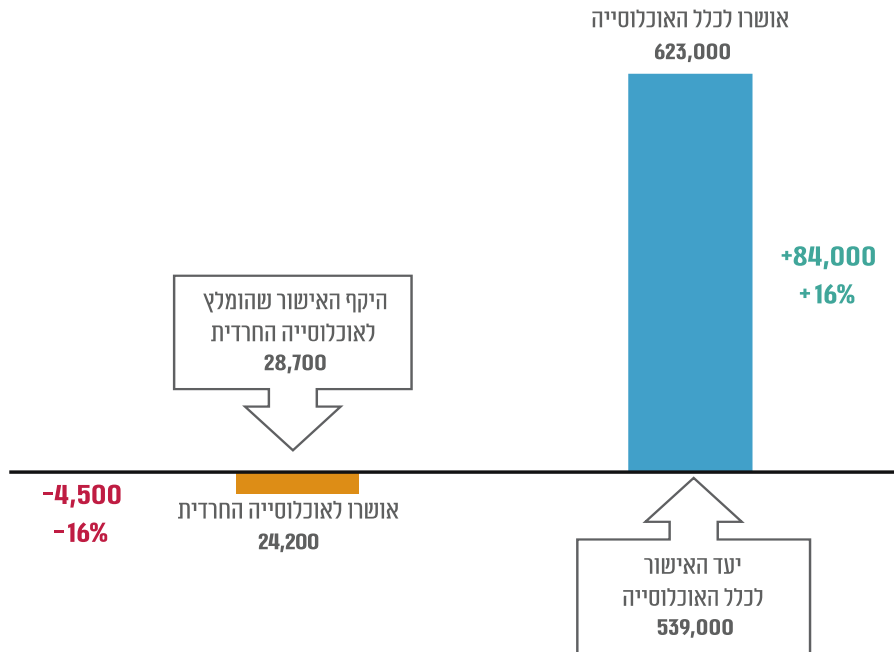 אושרו לכלל האוכלוסייה
623,000
+84,000
+16%
היקף האישור שהומלץ
לאוכלוסייה החרדית
28,700
-4,500
-16%
אושרו לאוכלוסייה החרדית
24,200
יעד האישור
לכלל האוכלוסייה
539,000